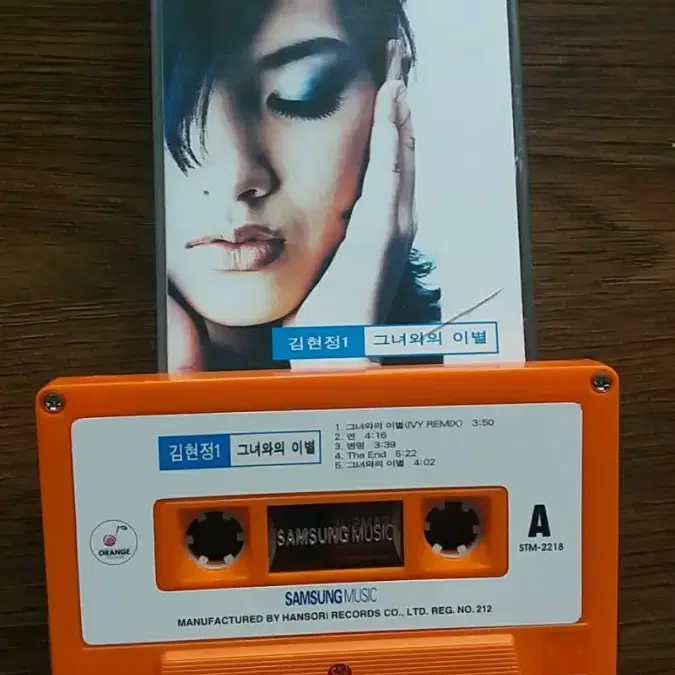 김현정1 그녀와의 이별
김현정1 그녀와의 이별
1. 그녀와의 이별(IVY REMIX) 3:50
2. 연 4:16
3. 변명 3:39
4. The End 5:22
5. 그녀와의 이별 4:02
ORANGE
SAMSUNG MUSIC
A
STM-2218
SAMSUNG MUSIC
MANUFACTURED BY HANSORI RECORDS CO., LTD. REG. NO. 212